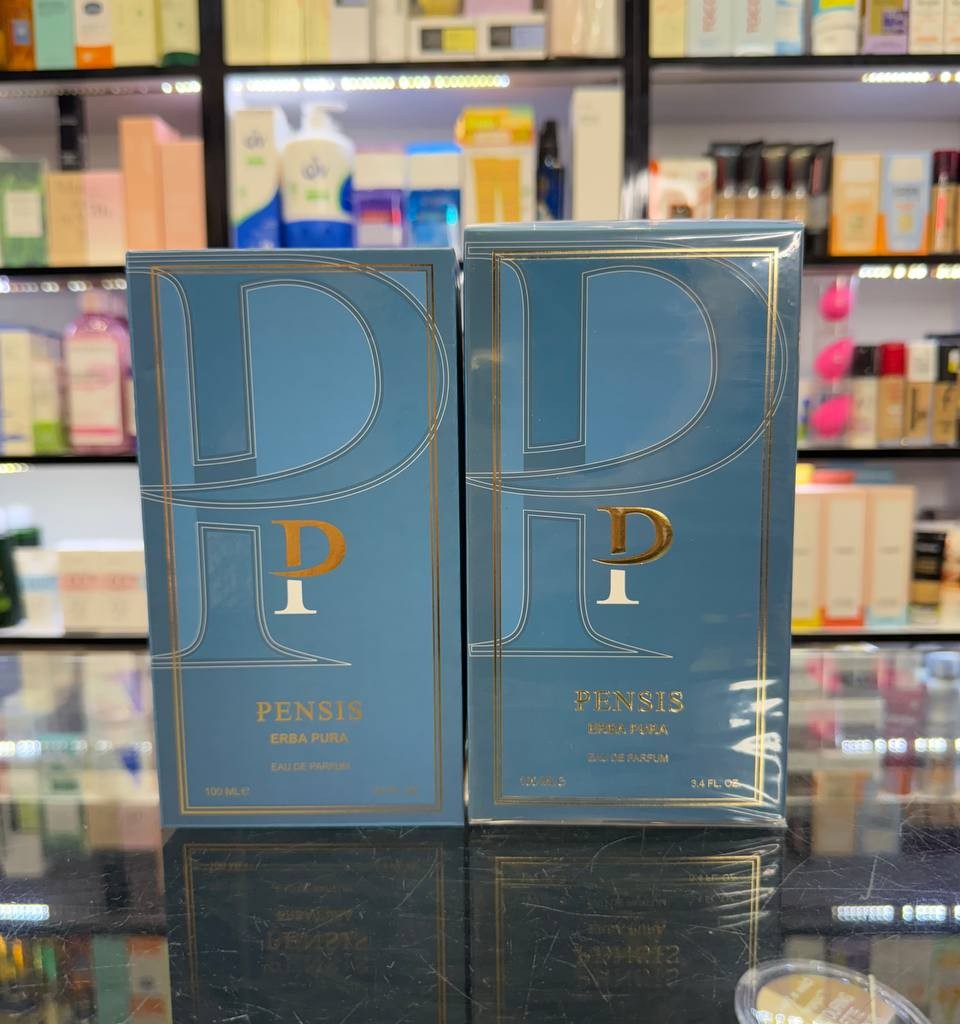 P
PENSIS
ERBA PURA
EAU DE PARFUM
100 ML℮
P
PENSIS
ERBA PURA
EAU DE PARFUM
100 ML℮ 3.4 FL. OZ